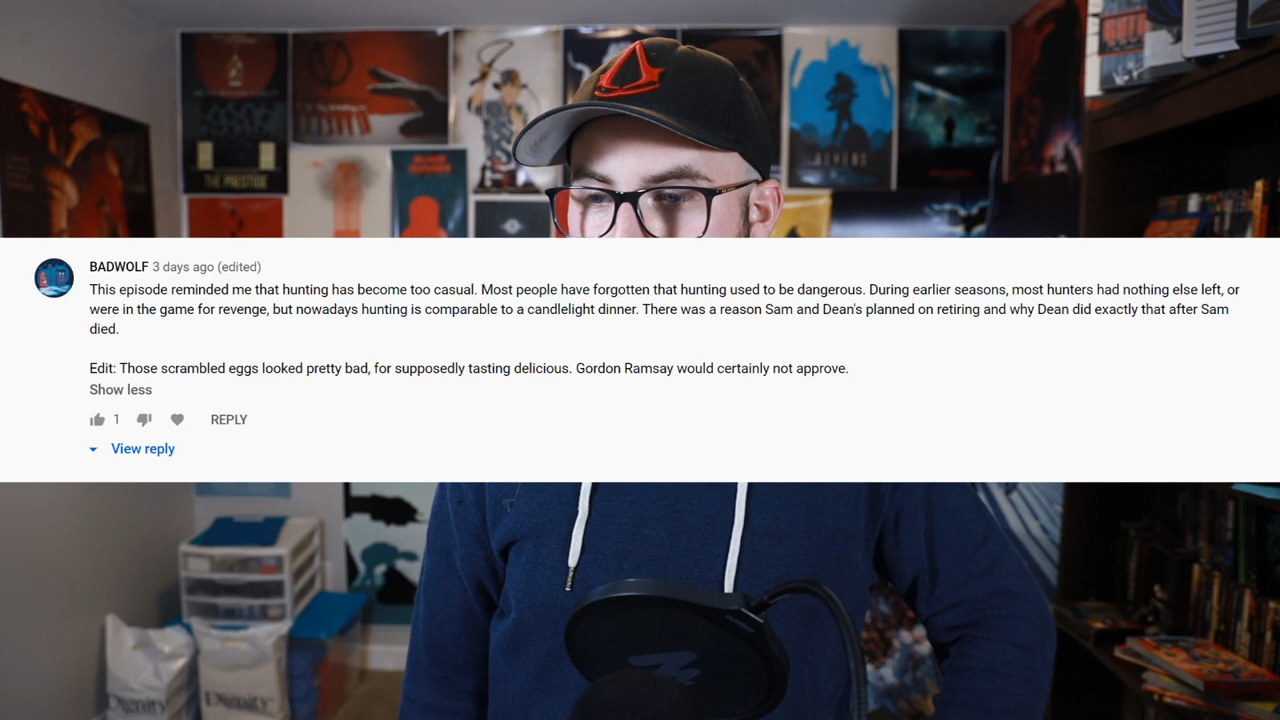 THE PRESTIGE
ALIENS
BADWOLF 3 days ago (edited)
This episode reminded me that hunting has become too casual. Most people have forgotten that hunting used to be dangerous. During earlier seasons, most hunters had nothing else left, or
were in the game for revenge, but nowadays hunting is comparable to a candlelight dinner. There was a reason Sam and Dean's planned on retiring and why Dean did exactly that after Sam
died.
Edit: Those scrambled eggs looked pretty bad, for supposedly tasting delicious. Gordon Ramsay would certainly not approve.
Show less
1 REPLY
View reply
Dignity
Dignity